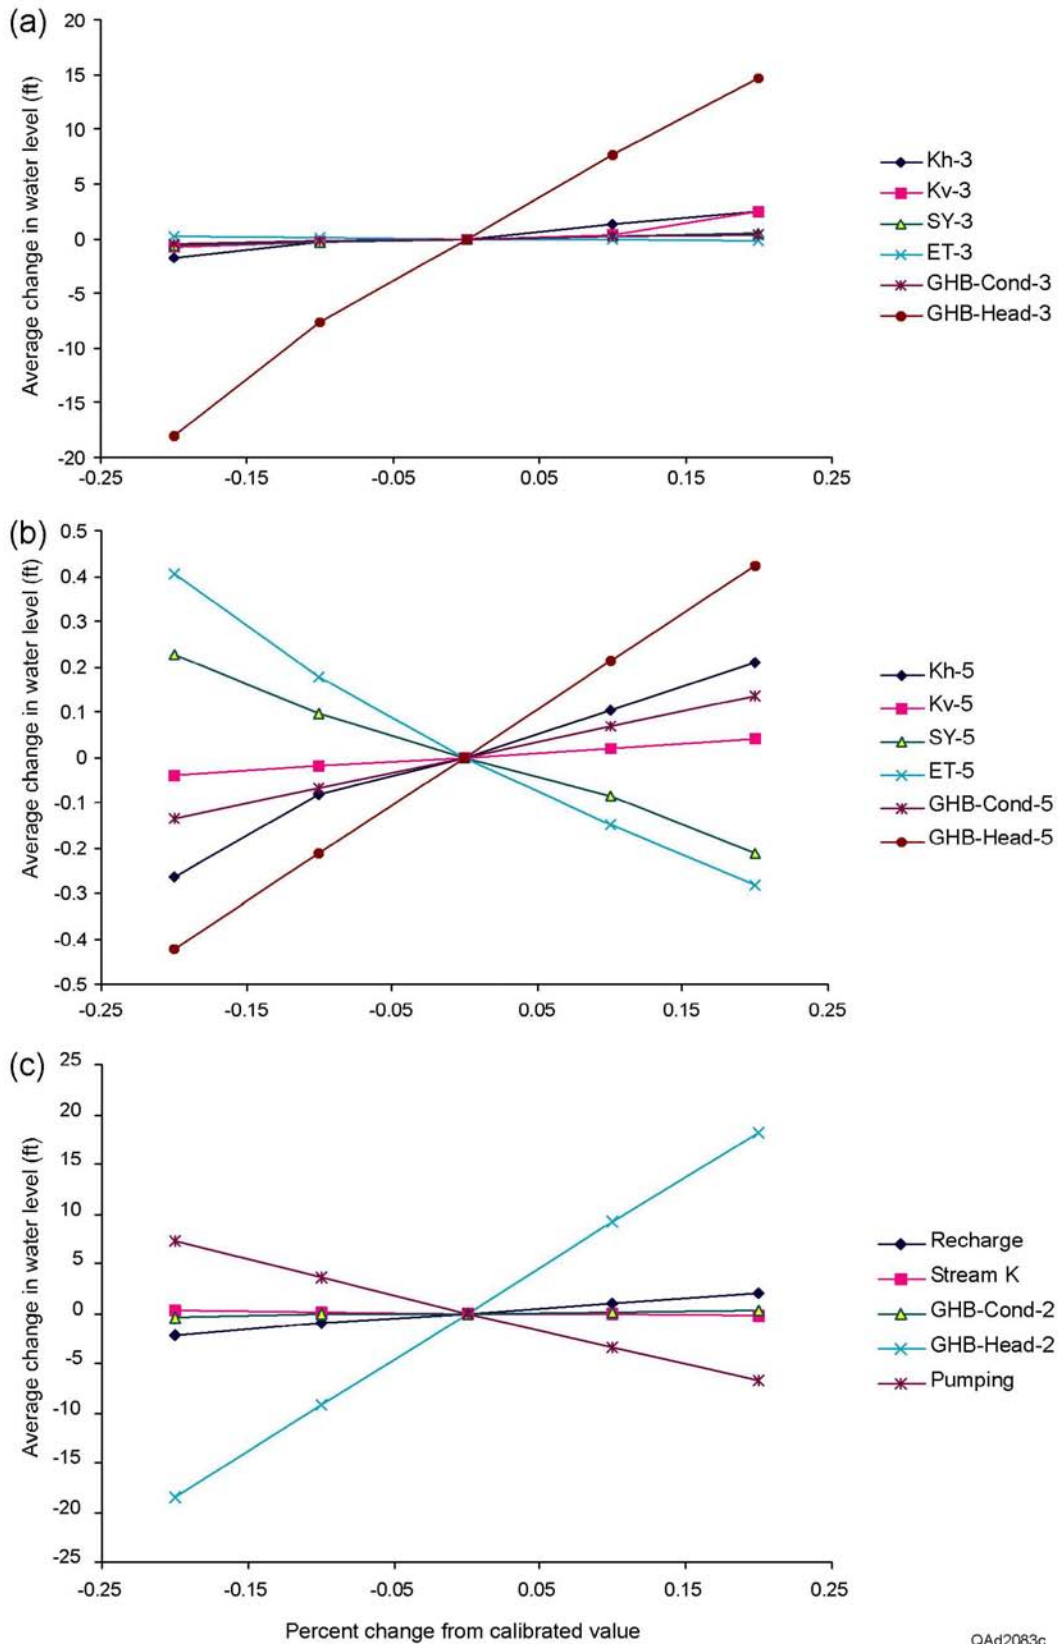 (a)
Average change in water level (ft)
20
15
10
5
0
-5
-10
-15
-20
-0.25
-0.15
-0.05
0.05
0.15
0.25
Kh-3
Kv-3
SY-3
ET-3
GHB-Cond-3
GHB-Head-3
(b)
Average change in water level (ft)
0.5
0.4
0.3
0.2
0.1
0
-0.1
-0.2
-0.3
-0.4
-0.5
-0.25
-0.15
-0.05
0.05
0.15
0.25
Kh-5
Kv-5
SY-5
ET-5
GHB-Cond-5
GHB-Head-5
(c)
Average change in water level (ft)
25
20
15
10
5
0
-5
-10
-15
-20
-25
-0.25
-0.15
-0.05
0.05
0.15
0.25
Recharge
Stream K
GHB-Cond-2
GHB-Head-2
Pumping
Percent change from calibrated value
QAd2083c